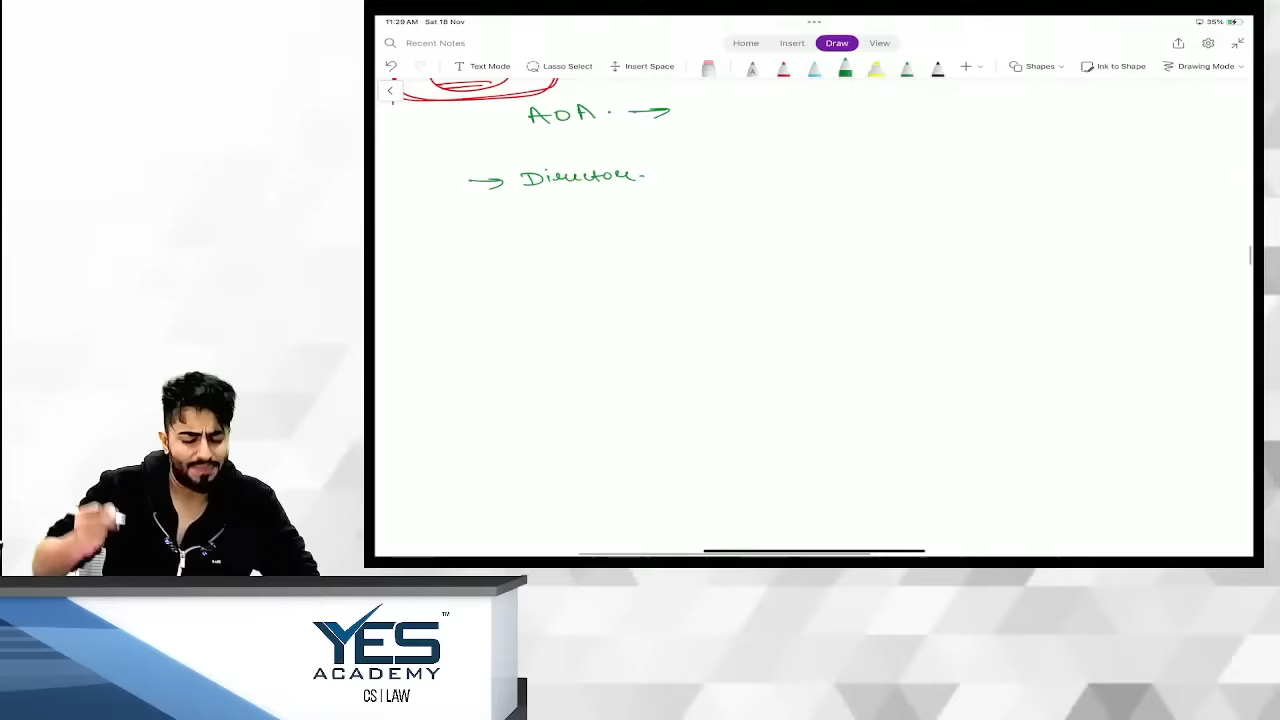 11:29 AM Sat 18 Nov
35%
Recent Notes
Home Insert Draw View
Text Mode Lasso Select Insert Space Shapes Ink to Shape Drawing Mode
AOA. →
→ Director.
YES™
ACADEMY
CS | LAW